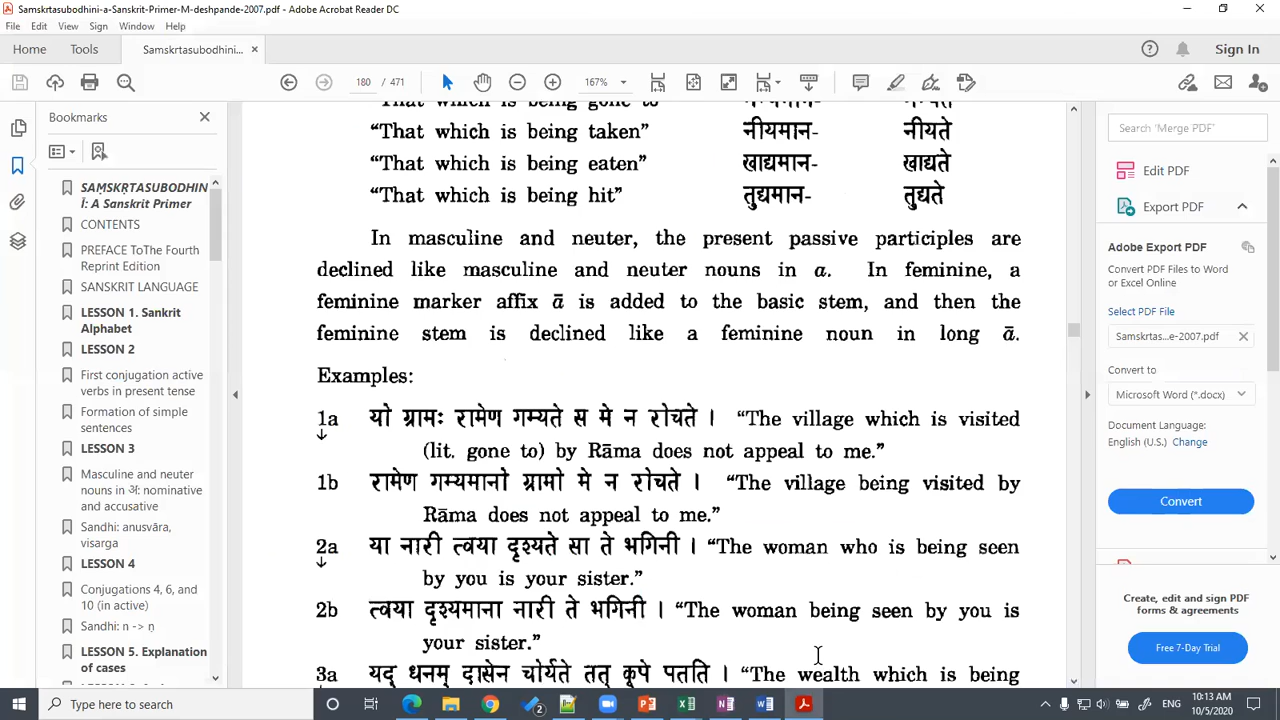 Samskrtasubodhini-a-Sanskrit-Primer-M-deshpande-2007.pdf - Adobe Acrobat Reader DC
File Edit View Sign Window Help
Home Tools Samskrtasubodhini... × Sign In
180 / 471 167%
Bookmarks
SAṂSKṚTASUBODHIN
Ī: A Sanskrit Primer
CONTENTS
PREFACE ToThe Fourth
Reprint Edition
SANSKRIT LANGUAGE
LESSON 1. Sankrit
Alphabet
LESSON 2
First conjugation active
verbs in present tense
Formation of simple
sentences
LESSON 3
Masculine and neuter
nouns in अ: nominative
and accusative
Sandhi: anusvāra,
visarga
LESSON 4
Conjugations 4, 6, and
10 (in active)
Sandhi: n -> ṇ
LESSON 5. Explanation
of cases
“That which is being gone to गम्यमान- गम्यते
“That which is being taken” नीयमान- नीयते
“That which is being eaten” खाद्यमान- खाद्यते
“That which is being hit” तुद्यमान- तुद्यते
In masculine and neuter, the present passive participles are
declined like masculine and neuter nouns in a. In feminine, a
feminine marker affix ā is added to the basic stem, and then the
feminine stem is declined like a feminine noun in long ā.
Examples:
1a यो ग्रामः रामेण गम्यते स मे न रोचते । “The village which is visited
↓ (lit. gone to) by Rāma does not appeal to me.”
1b रामेण गम्यमानो ग्रामो मे न रोचते । “The village being visited by
Rāma does not appeal to me.”
2a या नारी त्वया दृश्यते सा ते भगिनी । “The woman who is being seen
↓ by you is your sister.”
2b त्वया दृश्यमाना नारी ते भगिनी । “The woman being seen by you is
your sister.”
3a यद् धनम् दासेन चोर्यते तत् कूपे पतति । “The wealth which is being
Search 'Merge PDF'
Edit PDF
Export PDF
Adobe Export PDF
Convert PDF Files to Word
or Excel Online
Select PDF File
Samskrtas...e-2007.pdf ×
Convert to
Microsoft Word (*.docx)
Document Language:
English (U.S.) Change
Convert
Create, edit and sign PDF
forms & agreements
Free 7-Day Trial
Type here to search
10:13 AM
10/5/2020